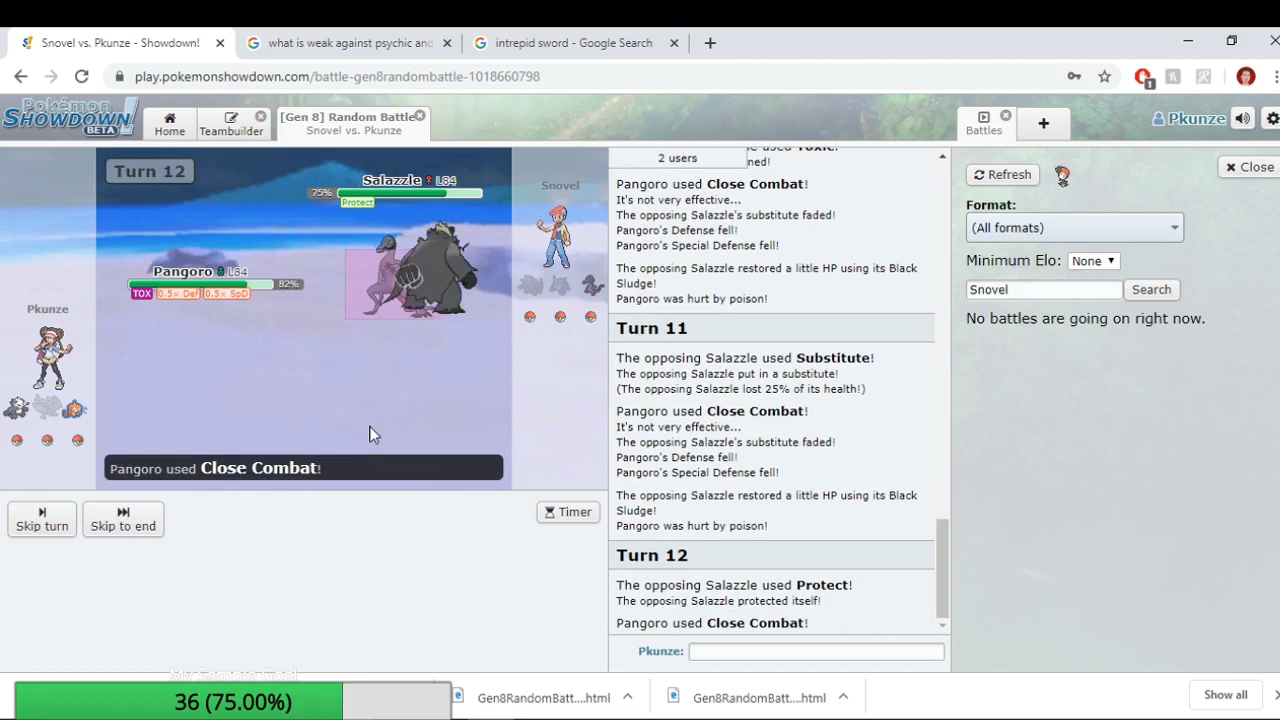 Snovel vs. Pkunze - Showdown!
what is weak against psychic and
intrepid sword - Google Search
play.pokemonshowdown.com/battle-gen8randombattle-1018660798
1
Pokémon
SHOWDOWN!
BETA
Home
Teambuilder
[Gen 8] Random Battle
Snovel vs. Pkunze
Battles
Pkunze
Turn 12
Salazzle L84
75%
Protect
Pangoro L84
82%
TOX 0.5× Def 0.5× SpD
Pkunze
Snovel
Pangoro used Close Combat!
Skip turn
Skip to end
Timer
2 users
Pangoro used Close Combat!
It's not very effective...
The opposing Salazzle's substitute faded!
Pangoro's Defense fell!
Pangoro's Special Defense fell!
The opposing Salazzle restored a little HP using its Black
Sludge!
Pangoro was hurt by poison!
Turn 11
The opposing Salazzle used Substitute!
The opposing Salazzle put in a substitute!
(The opposing Salazzle lost 25% of its health!)
Pangoro used Close Combat!
It's not very effective...
The opposing Salazzle's substitute faded!
Pangoro's Defense fell!
Pangoro's Special Defense fell!
The opposing Salazzle restored a little HP using its Black
Sludge!
Pangoro was hurt by poison!
Turn 12
The opposing Salazzle used Protect!
The opposing Salazzle protected itself!
Pangoro used Close Combat!
Pkunze:
Refresh
Close
Format:
(All formats)
Minimum Elo: None
Snovel
Search
No battles are going on right now.
My Sample Goal
36 (75.00%)
Gen8RandomBatt....html
Gen8RandomBatt....html
Show all